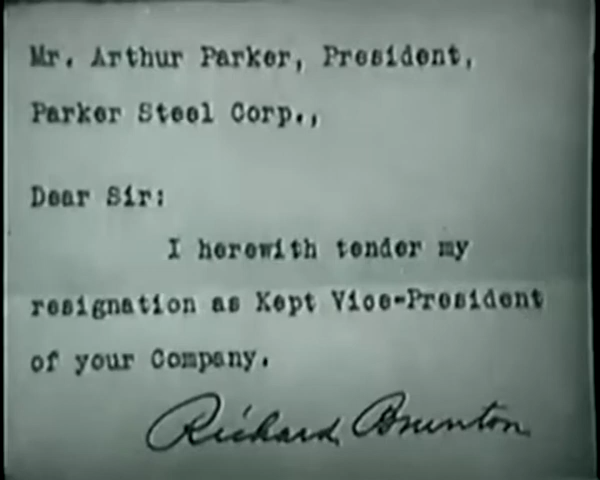 Mr. Arthur Parker, President,
Parker Steel Corp.,
Dear Sir:
I herewith tender my
resignation as Kept Vice-President
of your Company.
Richard Brunton